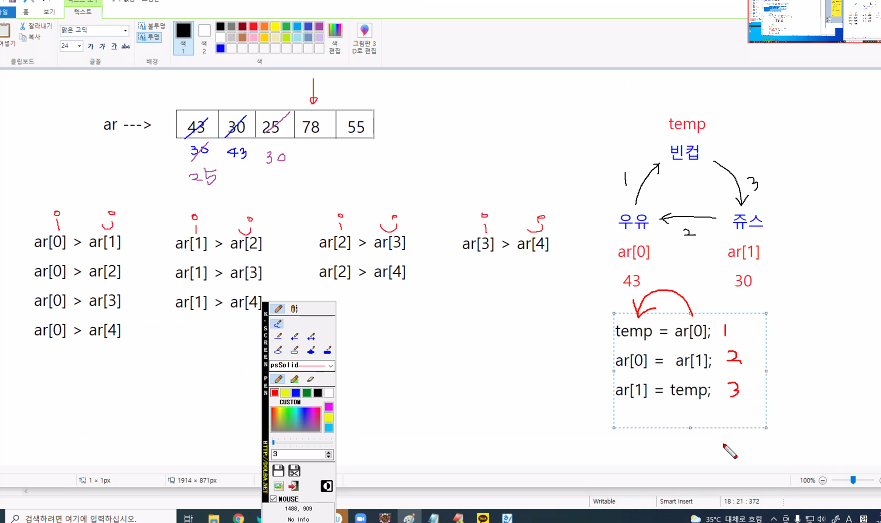 홈 보기 텍스트
잘라내기
복사
클립보드
맑은 고딕
24
가 가 가 abc
글꼴
불투명
투명
배경
색
1
색
2
색
편집
그림판 3
D로 편집
색
ar --->
43 30 25 78 55
30 43 30
25
temp
빈컵
1
3
우유
쥬스
2
ar[0]
ar[1]
43
30
i j
ar[0] > ar[1]
ar[0] > ar[2]
ar[0] > ar[3]
ar[0] > ar[4]
i j
ar[1] > ar[2]
ar[1] > ar[3]
ar[1] > ar[4]
i j
ar[2] > ar[3]
ar[2] > ar[4]
i j
ar[3] > ar[4]
temp = ar[0]; 1
ar[0] = ar[1]; 2
ar[1] = temp; 3
K-SCREEN PEN
psSolid
CUSTOM
3
MOUSE
1488, 909
No Info
1 × 1px
1914 × 871px
100%
Writable
Smart Insert
18 : 21 : 372
검색하려면 여기에 입력하십시오.
35°C 대체로 흐림
A